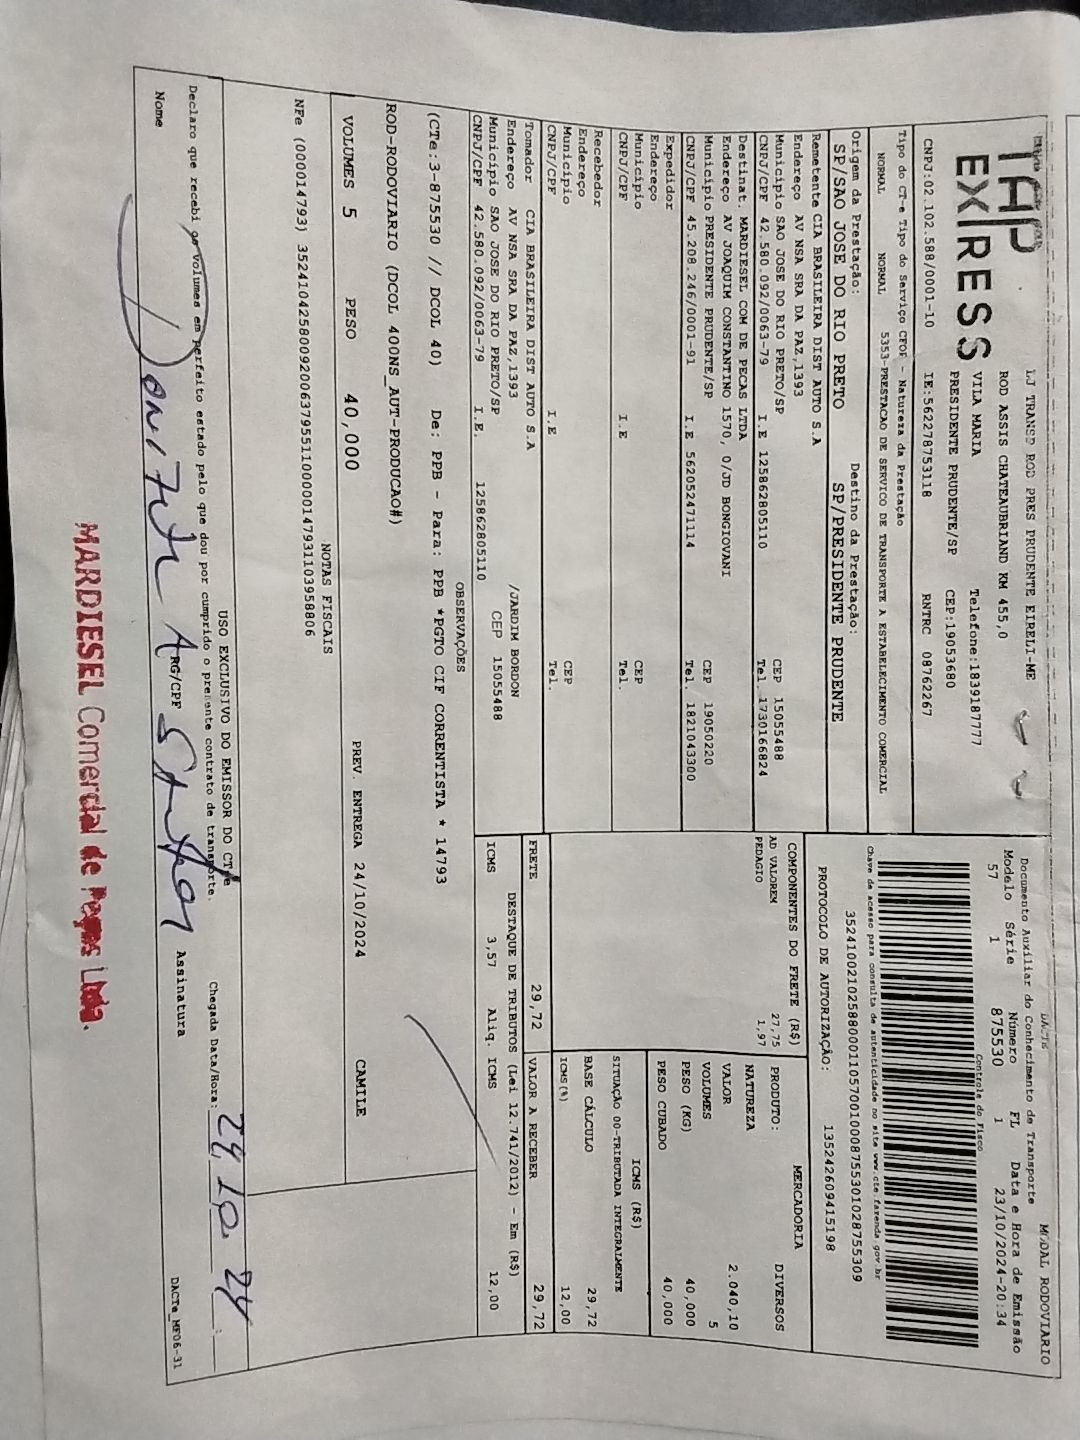 EXPRESS
LJ TRANSP ROD PRES PRUDENTE EIRELI-ME
ROD ASSIS CHATEAUBRIAND KM 455,0
VILA MARIA Telefone:1839187777
PRESIDENTE PRUDENTE/SP CEP:19053680
CNPJ:02.102.588/0001-10 IE:562278753118 RNTRC 08762267
DACTE MODAL RODOVIARIO
Documento Auxiliar do Conhecimento de Transporte
Modelo Série Número FL Data e Hora de Emissão
57 1 875530 1 23/10/2024-20:34
Controle do Fisco
Chave de acesso para consulta de autenticidade no site www.cte.fazenda.gov.br
35241002102588000110570010008755301028755309
PROTOCOLO DE AUTORIZAÇÃO: 135242609415198
Tipo do CT-e Tipo do Serviço CFOP - Natureza da Prestação
NORMAL NORMAL 5353-PRESTACAO DE SERVICO DE TRANSPORTE A ESTABELECIMENTO COMERCIAL
Origem da Prestação: Destino da Prestação:
SP/SAO JOSE DO RIO PRETO SP/PRESIDENTE PRUDENTE
Remetente CIA BRASILEIRA DIST AUTO S.A
Endereço AV NSA SRA DA PAZ,1393
Município SAO JOSE DO RIO PRETO/SP CEP 15055488
CNPJ/CPF 42.580.092/0063-79 I.E 125862805110 Tel. 1730166824
Destinat. MARDIESEL COM DE PECAS LTDA
Endereço AV JOAQUIM CONSTANTINO 1570, 0/JD BONGIOVANI
Município PRESIDENTE PRUDENTE/SP CEP 19050220
CNPJ/CPF 45.208.246/0001-91 I.E 562052471114 Tel. 1821043300
Expedidor
Endereço
Município CEP
CNPJ/CPF I.E Tel.
Recebedor
Endereço
Município CEP
CNPJ/CPF I.E Tel.
Tomador CIA BRASILEIRA DIST AUTO S.A
Endereço AV NSA SRA DA PAZ,1393 /JARDIM BORDON
Município SAO JOSE DO RIO PRETO/SP CEP 15055488
CNPJ/CPF 42.580.092/0063-79 I.E. 125862805110
COMPONENTES DO FRETE (R$)
AD VALOREM 27,75
PEDAGIO 1,97
MERCADORIA
PRODUTO: DIVERSOS
NATUREZA
VALOR 2.040,10
VOLUMES 5
PESO (KG) 40,000
PESO CUBADO 40,000
ICMS (R$)
SITUAÇÃO 00-TRIBUTADA INTEGRALMENTE
BASE CÁLCULO 29,72
ICMS(%) 12,00
FRETE 29,72 VALOR A RECEBER 29,72
DESTAQUE DE TRIBUTOS (Lei 12.741/2012) - Em (R$)
ICMS 3,57 Aliq. ICMS 12,00
OBSERVAÇÕES
(CTe:3-875530 // DCOL 40) De: PPB - Para: PPB *PGTO CIF CORRENTISTA * 14793
ROD-RODOVIARIO (DCOL 400NS_AUT-PRODUCAO#)
VOLUMES 5 PESO 40,000 PREV. ENTREGA 24/10/2024 CAMILE
NOTAS FISCAIS
NFe (000014793) 35241042580092006379551100000147931103958806
USO EXCLUSIVO DO EMISSOR DO CT-e
Declaro que recebi os volumes em perfeito estado pelo que dou por cumprido o presente contrato de transporte.
Chegada Data/Hora: 24 10 24 :
Nome RG/CPF Assinatura
DACTe_MF06-31
MARDIESEL Comercial de Peças Ltda.